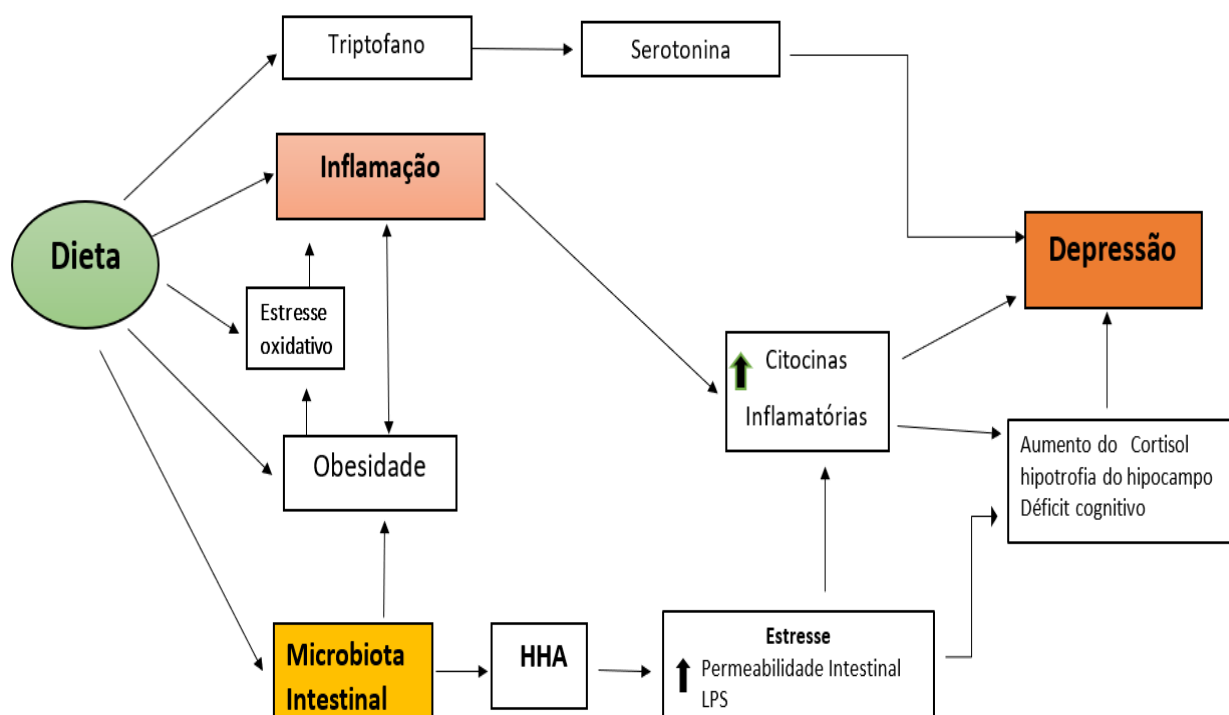 Triptofano
Serotonina
Inflamação
Dieta
Depressão
Estresse
oxidativo
Citocinas
Inflamatórias
Obesidade
Aumento do Cortisol
hipotrofia do hipocampo
Déficit cognitivo
Microbiota
Intestinal
HHA
Estresse
Permeabilidade Intestinal
LPS